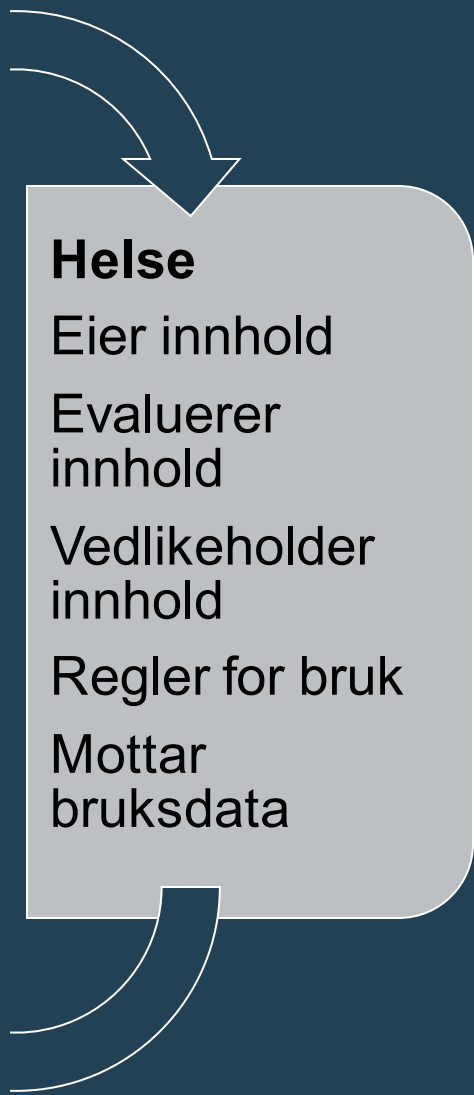 Helse
Eier innhold
Evaluerer
innhold
Vedlikeholder
innhold
Regler for bruk
Mottar
bruksdata